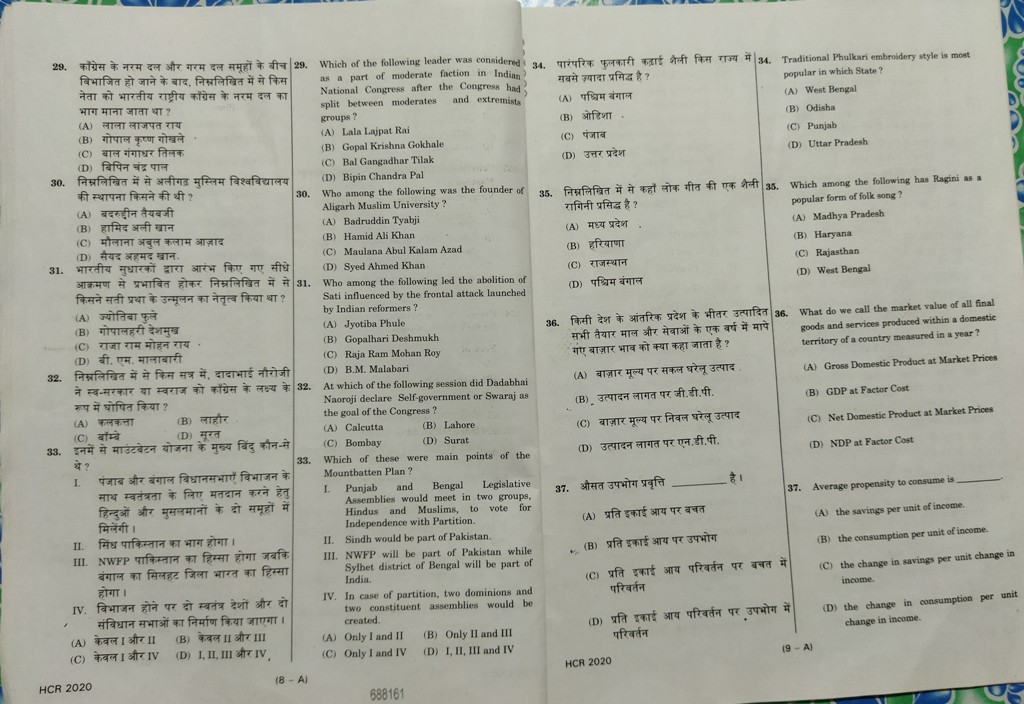 29. काँग्रेस के नरम दल और गरम दल समूहों के बीच
विभाजित हो जाने के बाद, निम्नलिखित में से किस
नेता को भारतीय राष्ट्रीय काँग्रेस के नरम दल का
भाग माना जाता था ?
(A) लाला लाजपत राय
(B) गोपाल कृष्ण गोखले
(C) बाल गंगाधर तिलक
(D) बिपिन चंद्र पाल
30. निम्नलिखित में से अलीगढ़ मुस्लिम विश्वविद्यालय
की स्थापना किसने की थी ?
(A) बदरुद्दीन तैयबजी
(B) हामिद अली खान
(C) मौलाना अबुल कलाम आज़ाद
(D) सैयद अहमद खान.
31. भारतीय सुधारकों द्वारा आरंभ किए गए सीधे
आक्रमण से प्रभावित होकर निम्नलिखित में से
किसने सती प्रथा के उन्मूलन का नेतृत्व किया था ?
(A) ज्योतिबा फुले
(B) गोपालहरी देशमुख
(C) राजा राम मोहन राय
(D) बी. एम. मालाबारी
32. निम्नलिखित में से किस सत्र में, दादाभाई नौरोजी
ने स्व-सरकार या स्वराज को काँग्रेस के लक्ष्य के
रूप में घोषित किया ?
(A) कलकत्ता (B) लाहौर
(C) बॉम्बे (D) सूरत
33. इनमें से माउंटबेटन योजना के मुख्य बिंदु कौन-से
थे ?
I. पंजाब और बंगाल विधानसभाएँ विभाजन के
साथ स्वतंत्रता के लिए मतदान करने हेतु
हिन्दुओं और मुसलमानों के दो समूहों में
मिलेंगी ।
II. सिंध पाकिस्तान का भाग होगा ।
III. NWFP पाकिस्तान का हिस्सा होगा जबकि
बंगाल का सिलहट जिला भारत का हिस्सा
होगा ।
IV. विभाजन होने पर दो स्वतंत्र देशों और दो
संविधान सभाओं का निर्माण किया जाएगा ।
(A) केवल I और II (B) केवल II और III
(C) केवल I और IV (D) I, II, III और IV
HCR 2020
29. Which of the following leader was considered
as a part of moderate faction in Indian
National Congress after the Congress had
split between moderates and extremists
groups ?
(A) Lala Lajpat Rai
(B) Gopal Krishna Gokhale
(C) Bal Gangadhar Tilak
(D) Bipin Chandra Pal
30. Who among the following was the founder of
Aligarh Muslim University ?
(A) Badruddin Tyabji
(B) Hamid Ali Khan
(C) Maulana Abul Kalam Azad
(D) Syed Ahmed Khan
31. Who among the following led the abolition of
Sati influenced by the frontal attack launched
by Indian reformers ?
(A) Jyotiba Phule
(B) Gopalhari Deshmukh
(C) Raja Ram Mohan Roy
(D) B.M. Malabari
32. At which of the following session did Dadabhai
Naoroji declare Self-government or Swaraj as
the goal of the Congress ?
(A) Calcutta (B) Lahore
(C) Bombay (D) Surat
33. Which of these were main points of the
Mountbatten Plan ?
I. Punjab and Bengal Legislative
Assemblies would meet in two groups,
Hindus and Muslims, to vote for
Independence with Partition.
II. Sindh would be part of Pakistan.
III. NWFP will be part of Pakistan while
Sylhet district of Bengal will be part of
India.
IV. In case of partition, two dominions and
two constituent assemblies would be
created.
(A) Only I and II (B) Only II and III
(C) Only I and IV (D) I, II, III and IV
(8 – A)
688161
34. पारंपरिक फुलकारी कढ़ाई शैली किस राज्य में
सबसे ज़्यादा प्रसिद्ध है ?
(A) पश्चिम बंगाल
(B) ओडिशा
(C) पंजाब
(D) उत्तर प्रदेश
35. निम्नलिखित में से कहाँ लोक गीत की एक शैली
रागिनी प्रसिद्ध है ?
(A) मध्य प्रदेश
(B) हरियाणा
(C) राजस्थान
(D) पश्चिम बंगाल
36. किसी देश के आंतरिक प्रदेश के भीतर उत्पादित
सभी तैयार माल और सेवाओं के एक वर्ष में मापे
गए बाज़ार भाव को क्या कहा जाता है ?
(A) बाज़ार मूल्य पर सकल घरेलू उत्पाद
(B) उत्पादन लागत पर जी.डी.पी.
(C) बाज़ार मूल्य पर निवल घरेलू उत्पाद
(D) उत्पादन लागत पर एन.डी.पी.
37. औसत उपभोग प्रवृत्ति ________ है ।
(A) प्रति इकाई आय पर बचत
(B) प्रति इकाई आय पर उपभोग
(C) प्रति इकाई आय परिवर्तन पर बचत में
परिवर्तन
(D) प्रति इकाई आय परिवर्तन पर उपभोग में
परिवर्तन
HCR 2020
34. Traditional Phulkari embroidery style is most
popular in which State ?
(A) West Bengal
(B) Odisha
(C) Punjab
(D) Uttar Pradesh
35. Which among the following has Ragini as a
popular form of folk song ?
(A) Madhya Pradesh
(B) Haryana
(C) Rajasthan
(D) West Bengal
36. What do we call the market value of all final
goods and services produced within a domestic
territory of a country measured in a year ?
(A) Gross Domestic Product at Market Prices
(B) GDP at Factor Cost
(C) Net Domestic Product at Market Prices
(D) NDP at Factor Cost
37. Average propensity to consume is ________.
(A) the savings per unit of income.
(B) the consumption per unit of income.
(C) the change in savings per unit change in
income.
(D) the change in consumption per unit
change in income.
(9 – A)